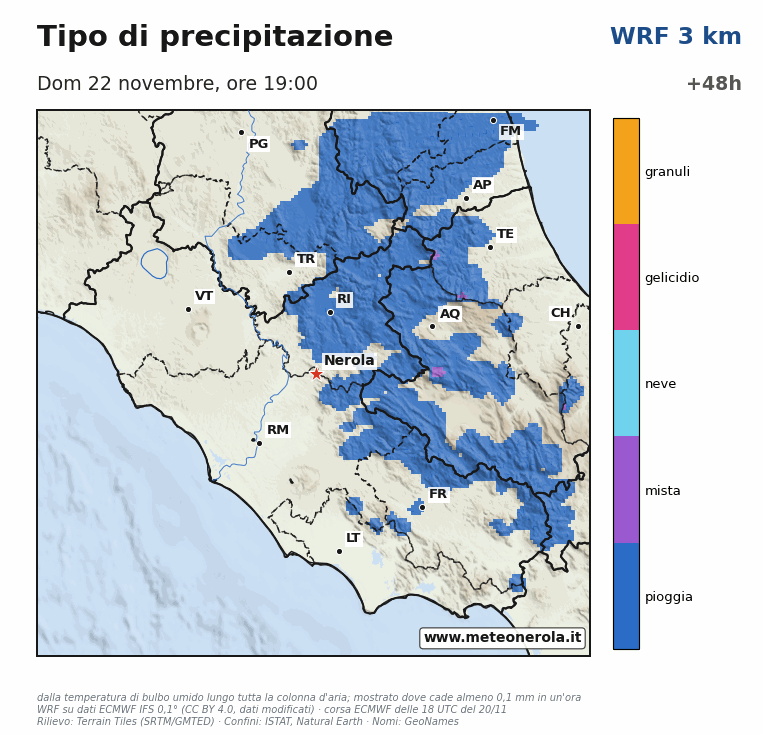 Tipo di precipitazione
WRF 3 km
Dom 22 novembre, ore 19:00
+48h
FM
PG
AP
TE
TR
VT
RI
AQ
CH
Nerola
RM
FR
LT
www.meteonerola.it
granuli
gelicidio
neve
mista
pioggia
dalla temperatura di bulbo umido lungo tutta la colonna d'aria; mostrato dove cade almeno 0,1 mm in un'ora
WRF su dati ECMWF IFS 0,1° (CC BY 4.0, dati modificati) · corsa ECMWF delle 18 UTC del 20/11
Rilievo: Terrain Tiles (SRTM/GMTED) · Confini: ISTAT, Natural Earth · Nomi: GeoNames